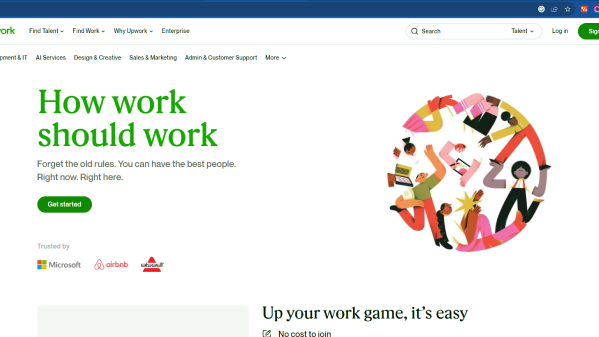 work Find Talent Find Work Why Upwork Enterprise Search Talent Log in Sign
pment & IT AI Services Design & Creative Sales & Marketing Admin & Customer Support More
How work
should work
Forget the old rules. You can have the best people.
Right now. Right here.
Get started
Trusted by
Microsoft airbnb BISSELL
Up your work game, it's easy
No cost to join